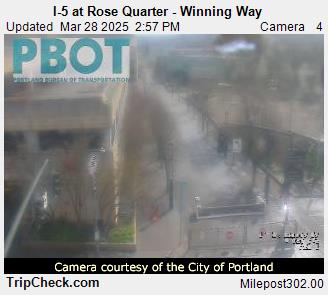 I-5 at Rose Quarter - Winning Way
Updated Mar 28 2025 2:57 PM Camera 4
PBOT
PORTLAND BUREAU OF TRANSPORTATION
Camera courtesy of the City of Portland
TripCheck.com Milepost302.00